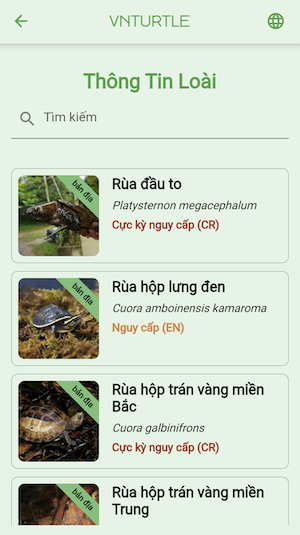 VNTURTLE
Thông Tin Loài
Tìm kiếm
bản địa
Rùa đầu to
Platysternon megacephalum
Cực kỳ nguy cấp (CR)
bản địa
Rùa hộp lưng đen
Cuora amboinensis kamaroma
Nguy cấp (EN)
bản địa
Rùa hộp trán vàng miền
Bắc
Cuora galbinifrons
Cực kỳ nguy cấp (CR)
bản địa
Rùa hộp trán vàng miền
Trung